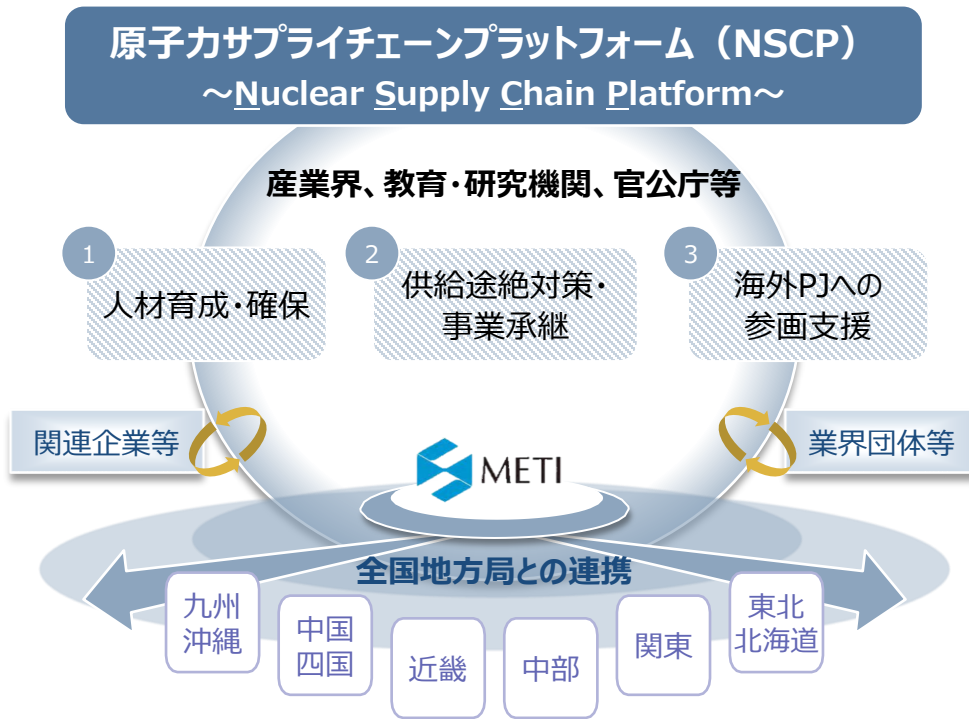 原子力サプライチェーンプラットフォーム（NSCP）
～Nuclear Supply Chain Platform～
産業界、教育・研究機関、官公庁等
1
人材育成・確保
2
供給途絶対策・
事業承継
3
海外PJへの
参画支援
関連企業等
業界団体等
METI
全国地方局との連携
九州
沖縄
中国
四国
近畿
中部
関東
東北
北海道